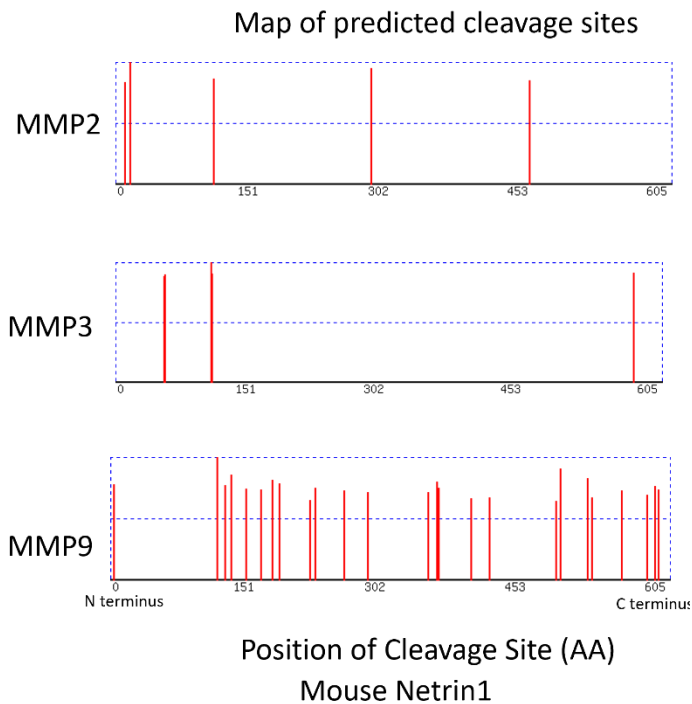 Map of predicted cleavage sites
MMP2
0 151 302 453 605
MMP3
0 151 302 453 605
MMP9
0 151 302 453 605
N terminus C terminus
Position of Cleavage Site (AA)
Mouse Netrin1